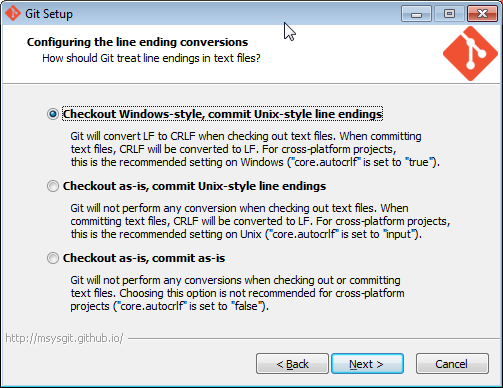 Git Setup
Configuring the line ending conversions
How should Git treat line endings in text files?
Checkout Windows-style, commit Unix-style line endings
Git will convert LF to CRLF when checking out text files. When committing
text files, CRLF will be converted to LF. For cross-platform projects,
this is the recommended setting on Windows ("core.autocrlf" is set to "true").
Checkout as-is, commit Unix-style line endings
Git will not perform any conversion when checking out text files. When
committing text files, CRLF will be converted to LF. For cross-platform projects,
this is the recommended setting on Unix ("core.autocrlf" is set to "input").
Checkout as-is, commit as-is
Git will not perform any conversions when checking out or committing
text files. Choosing this option is not recommended for cross-platform
projects ("core.autocrlf" is set to "false").
http://msysgit.github.io/
< Back
Next >
Cancel